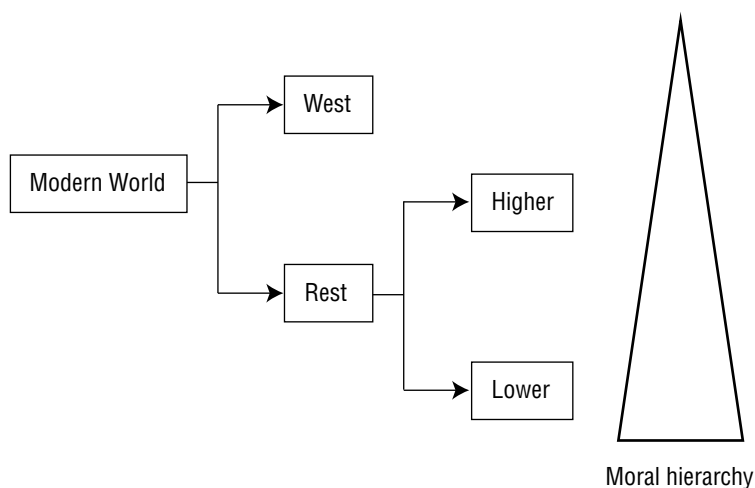 West
Modern World
Higher
Rest
Lower
Moral hierarchy